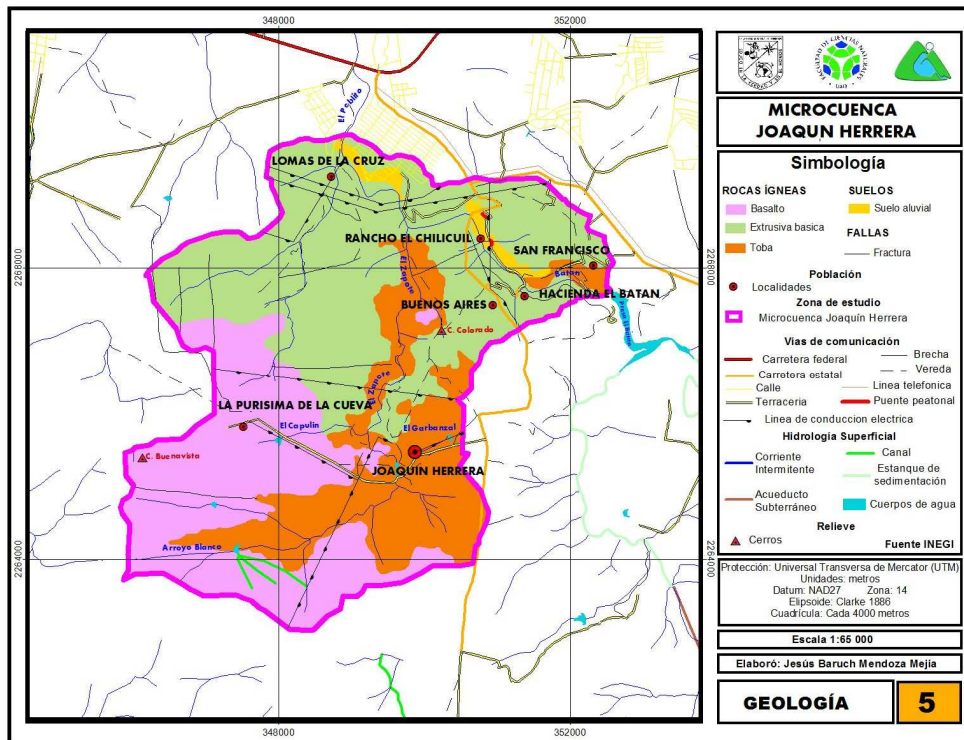 348000
352000
El Pablito
LOMAS DE LA CRUZ
RANCHO EL CHILICUIL
SAN FRANCISCO
2268000
2268000
El Zapote
Batan
HACIENDA EL BATAN
BUENOS AIRES
C. Colorado
El Zapote
LA PURISIMA DE LA CUEVA
El Capulin
El Garbanzal
C. Buenavista
JOAQUIN HERRERA
Arroyo Blanco
2264000
2264000
348000
352000
MICROCUENCA
JOAQUN HERRERA
Simbología
ROCAS ÍGNEAS
Basalto
Extrusiva basica
Toba
SUELOS
Suelo aluvial
FALLAS
Fractura
Población
Localidades
Zona de estudio
Microcuenca Joaquín Herrera
Vias de comunicación
Carretera federal
Carretera estatal
Calle
Terraceria
Brecha
Vereda
Linea telefonica
Puente peatonal
Linea de conduccion electrica
Hidrología Superficial
Corriente
Intermitente
Acueducto
Subterráneo
Canal
Estanque de
sedimentación
Cuerpos de agua
Relieve
Cerros
Fuente INEGI
Protección: Universal Transversa de Mercator (UTM)
Unidades: metros
Datum: NAD27 Zona: 14
Elipsoide: Clarke 1886
Cuadrícula: Cada 4000 metros
Escala 1:65 000
Elaboró: Jesús Baruch Mendoza Mejía
GEOLOGÍA
5